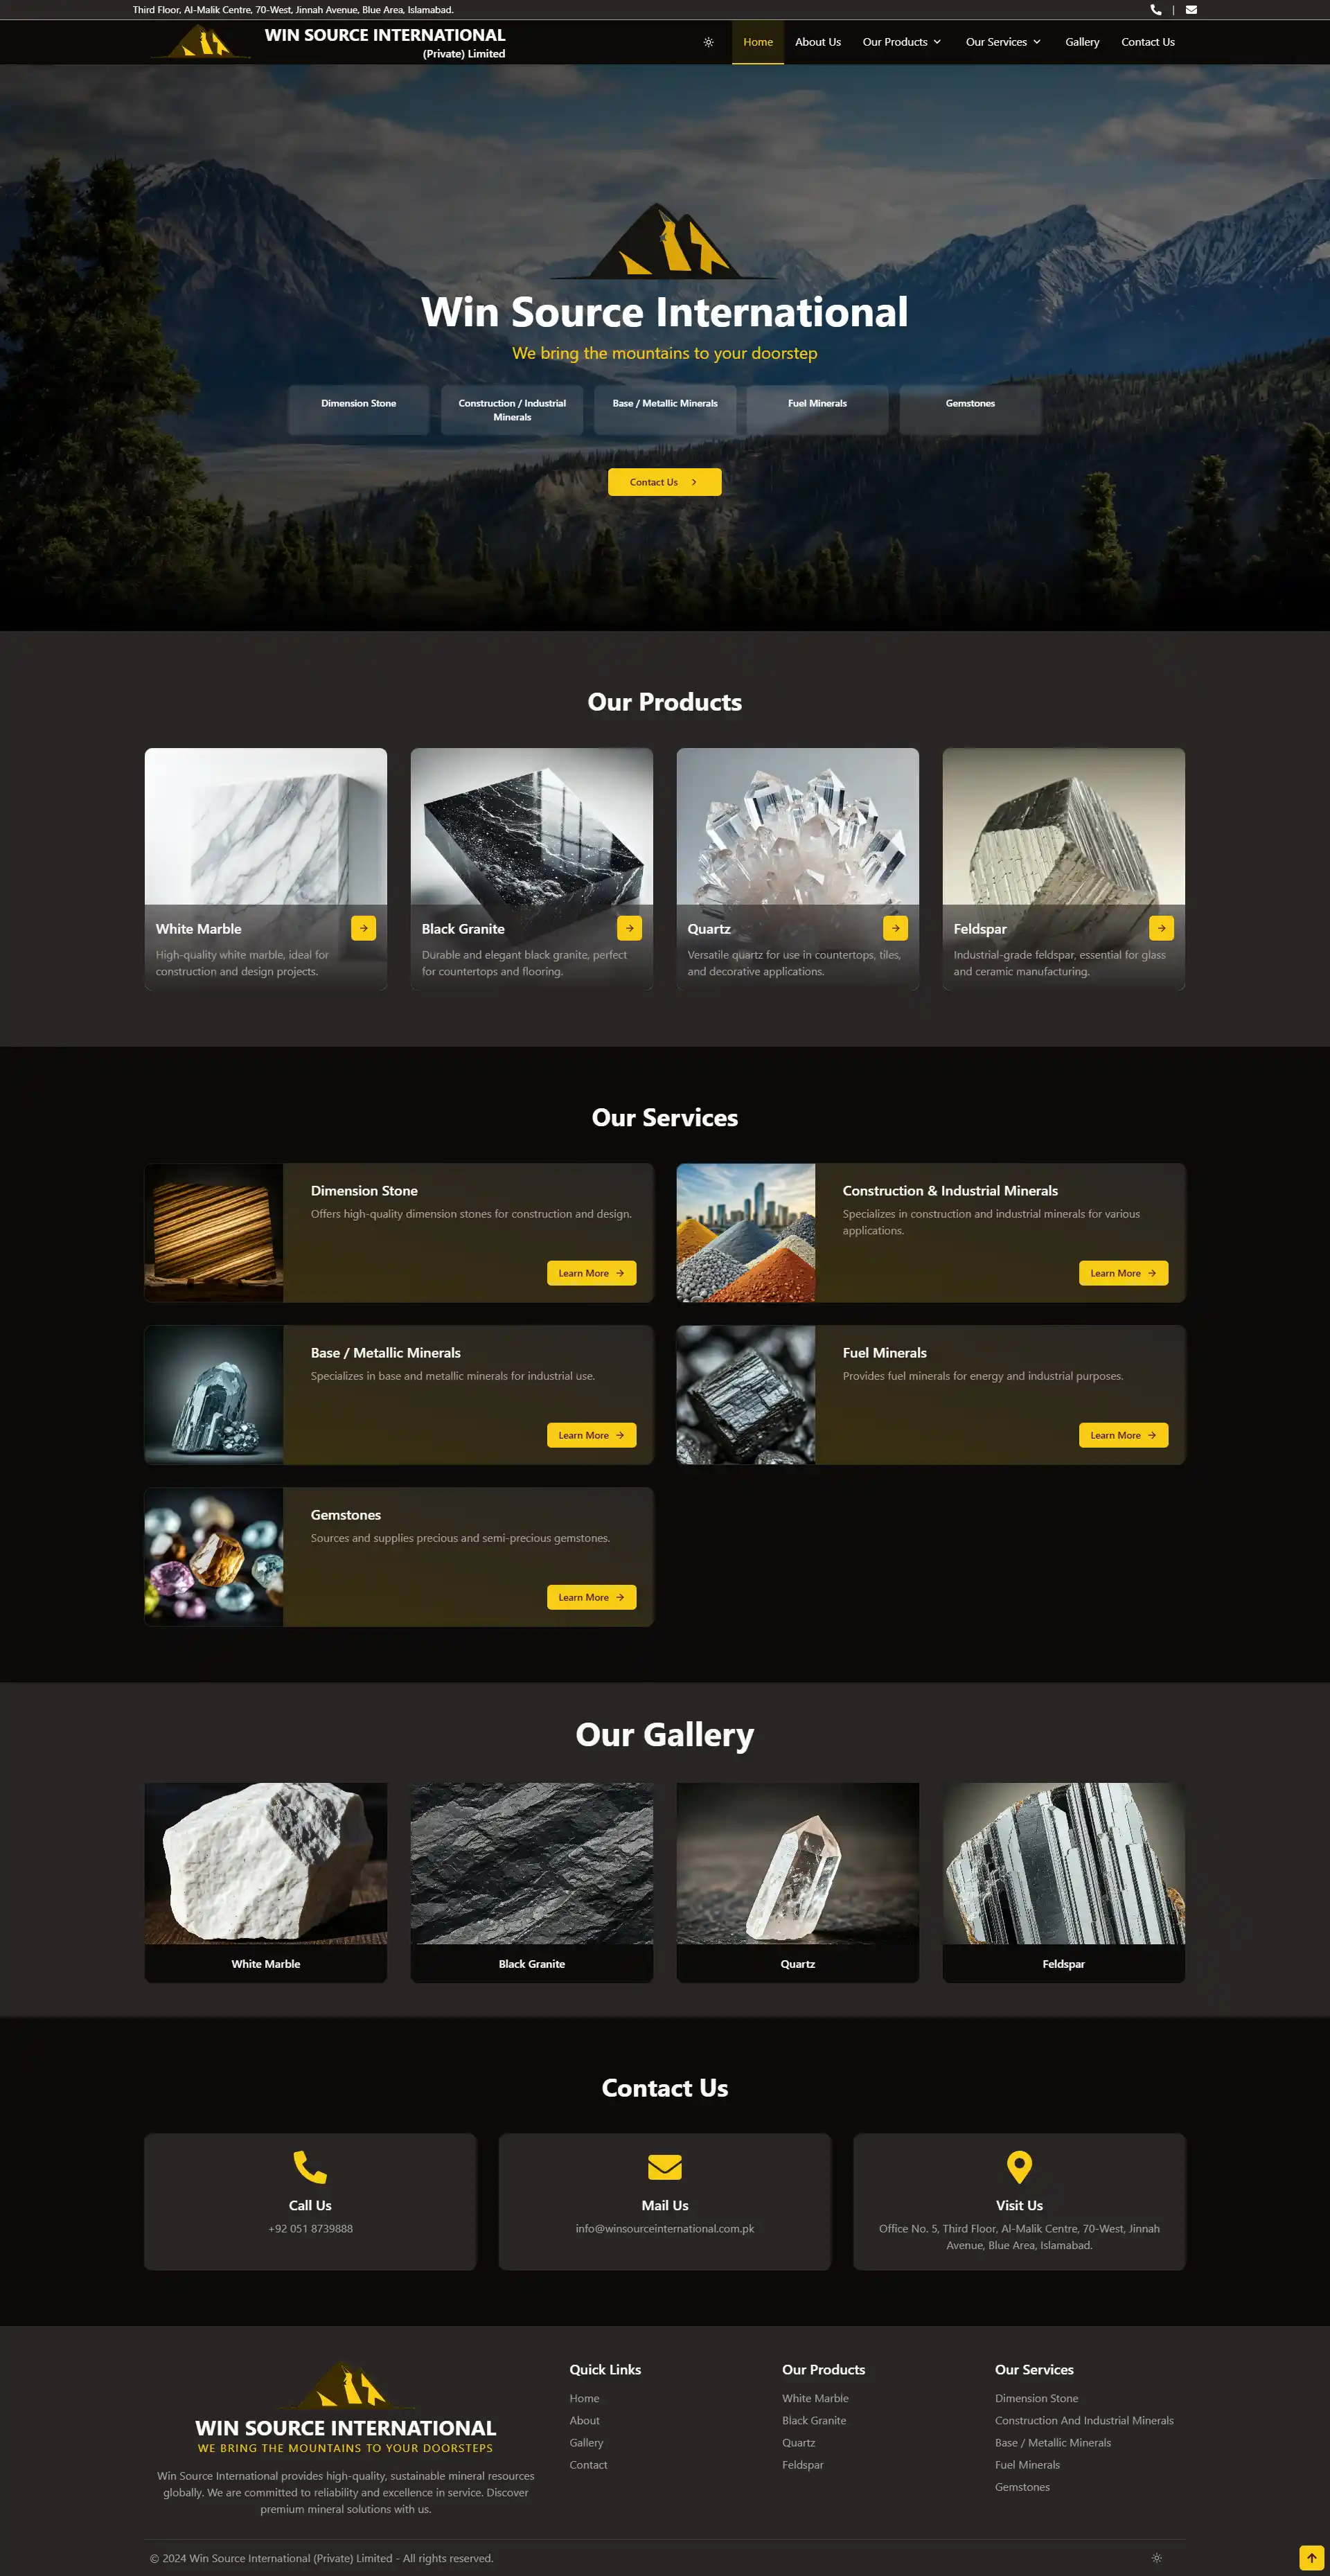 Third Floor, Al-Malik Centre, 70-West, Jinnah Avenue, Blue Area, Islamabad.
|
WIN SOURCE INTERNATIONAL
(Private) Limited
Home
About Us
Our Products
Our Services
Gallery
Contact Us
Win Source International
We bring the mountains to your doorstep
Dimension Stone
Construction / Industrial
Minerals
Base / Metallic Minerals
Fuel Minerals
Gemstones
Contact Us
Our Products
White Marble
High-quality white marble, ideal for
construction and design projects.
Black Granite
Durable and elegant black granite, perfect
for countertops and flooring.
Quartz
Versatile quartz for use in countertops, tiles,
and decorative applications.
Feldspar
Industrial-grade feldspar, essential for glass
and ceramic manufacturing.
Our Services
Dimension Stone
Offers high-quality dimension stones for construction and design.
Learn More
Construction & Industrial Minerals
Specializes in construction and industrial minerals for various
applications.
Learn More
Base / Metallic Minerals
Specializes in base and metallic minerals for industrial use.
Learn More
Fuel Minerals
Provides fuel minerals for energy and industrial purposes.
Learn More
Gemstones
Sources and supplies precious and semi-precious gemstones.
Learn More
Our Gallery
White Marble
Black Granite
Quartz
Feldspar
Contact Us
Call Us
+92 051 8739888
Mail Us
info@winsourceinternational.com.pk
Visit Us
Office No. 5, Third Floor, Al-Malik Centre, 70-West, Jinnah
Avenue, Blue Area, Islamabad.
WIN SOURCE INTERNATIONAL
WE BRING THE MOUNTAINS TO YOUR DOORSTEPS
Win Source International provides high-quality, sustainable mineral resources
globally. We are committed to reliability and excellence in service. Discover
premium mineral solutions with us.
Quick Links
Home
About
Gallery
Contact
Our Products
White Marble
Black Granite
Quartz
Feldspar
Our Services
Dimension Stone
Construction And Industrial Minerals
Base / Metallic Minerals
Fuel Minerals
Gemstones
© 2024 Win Source International (Private) Limited - All rights reserved.